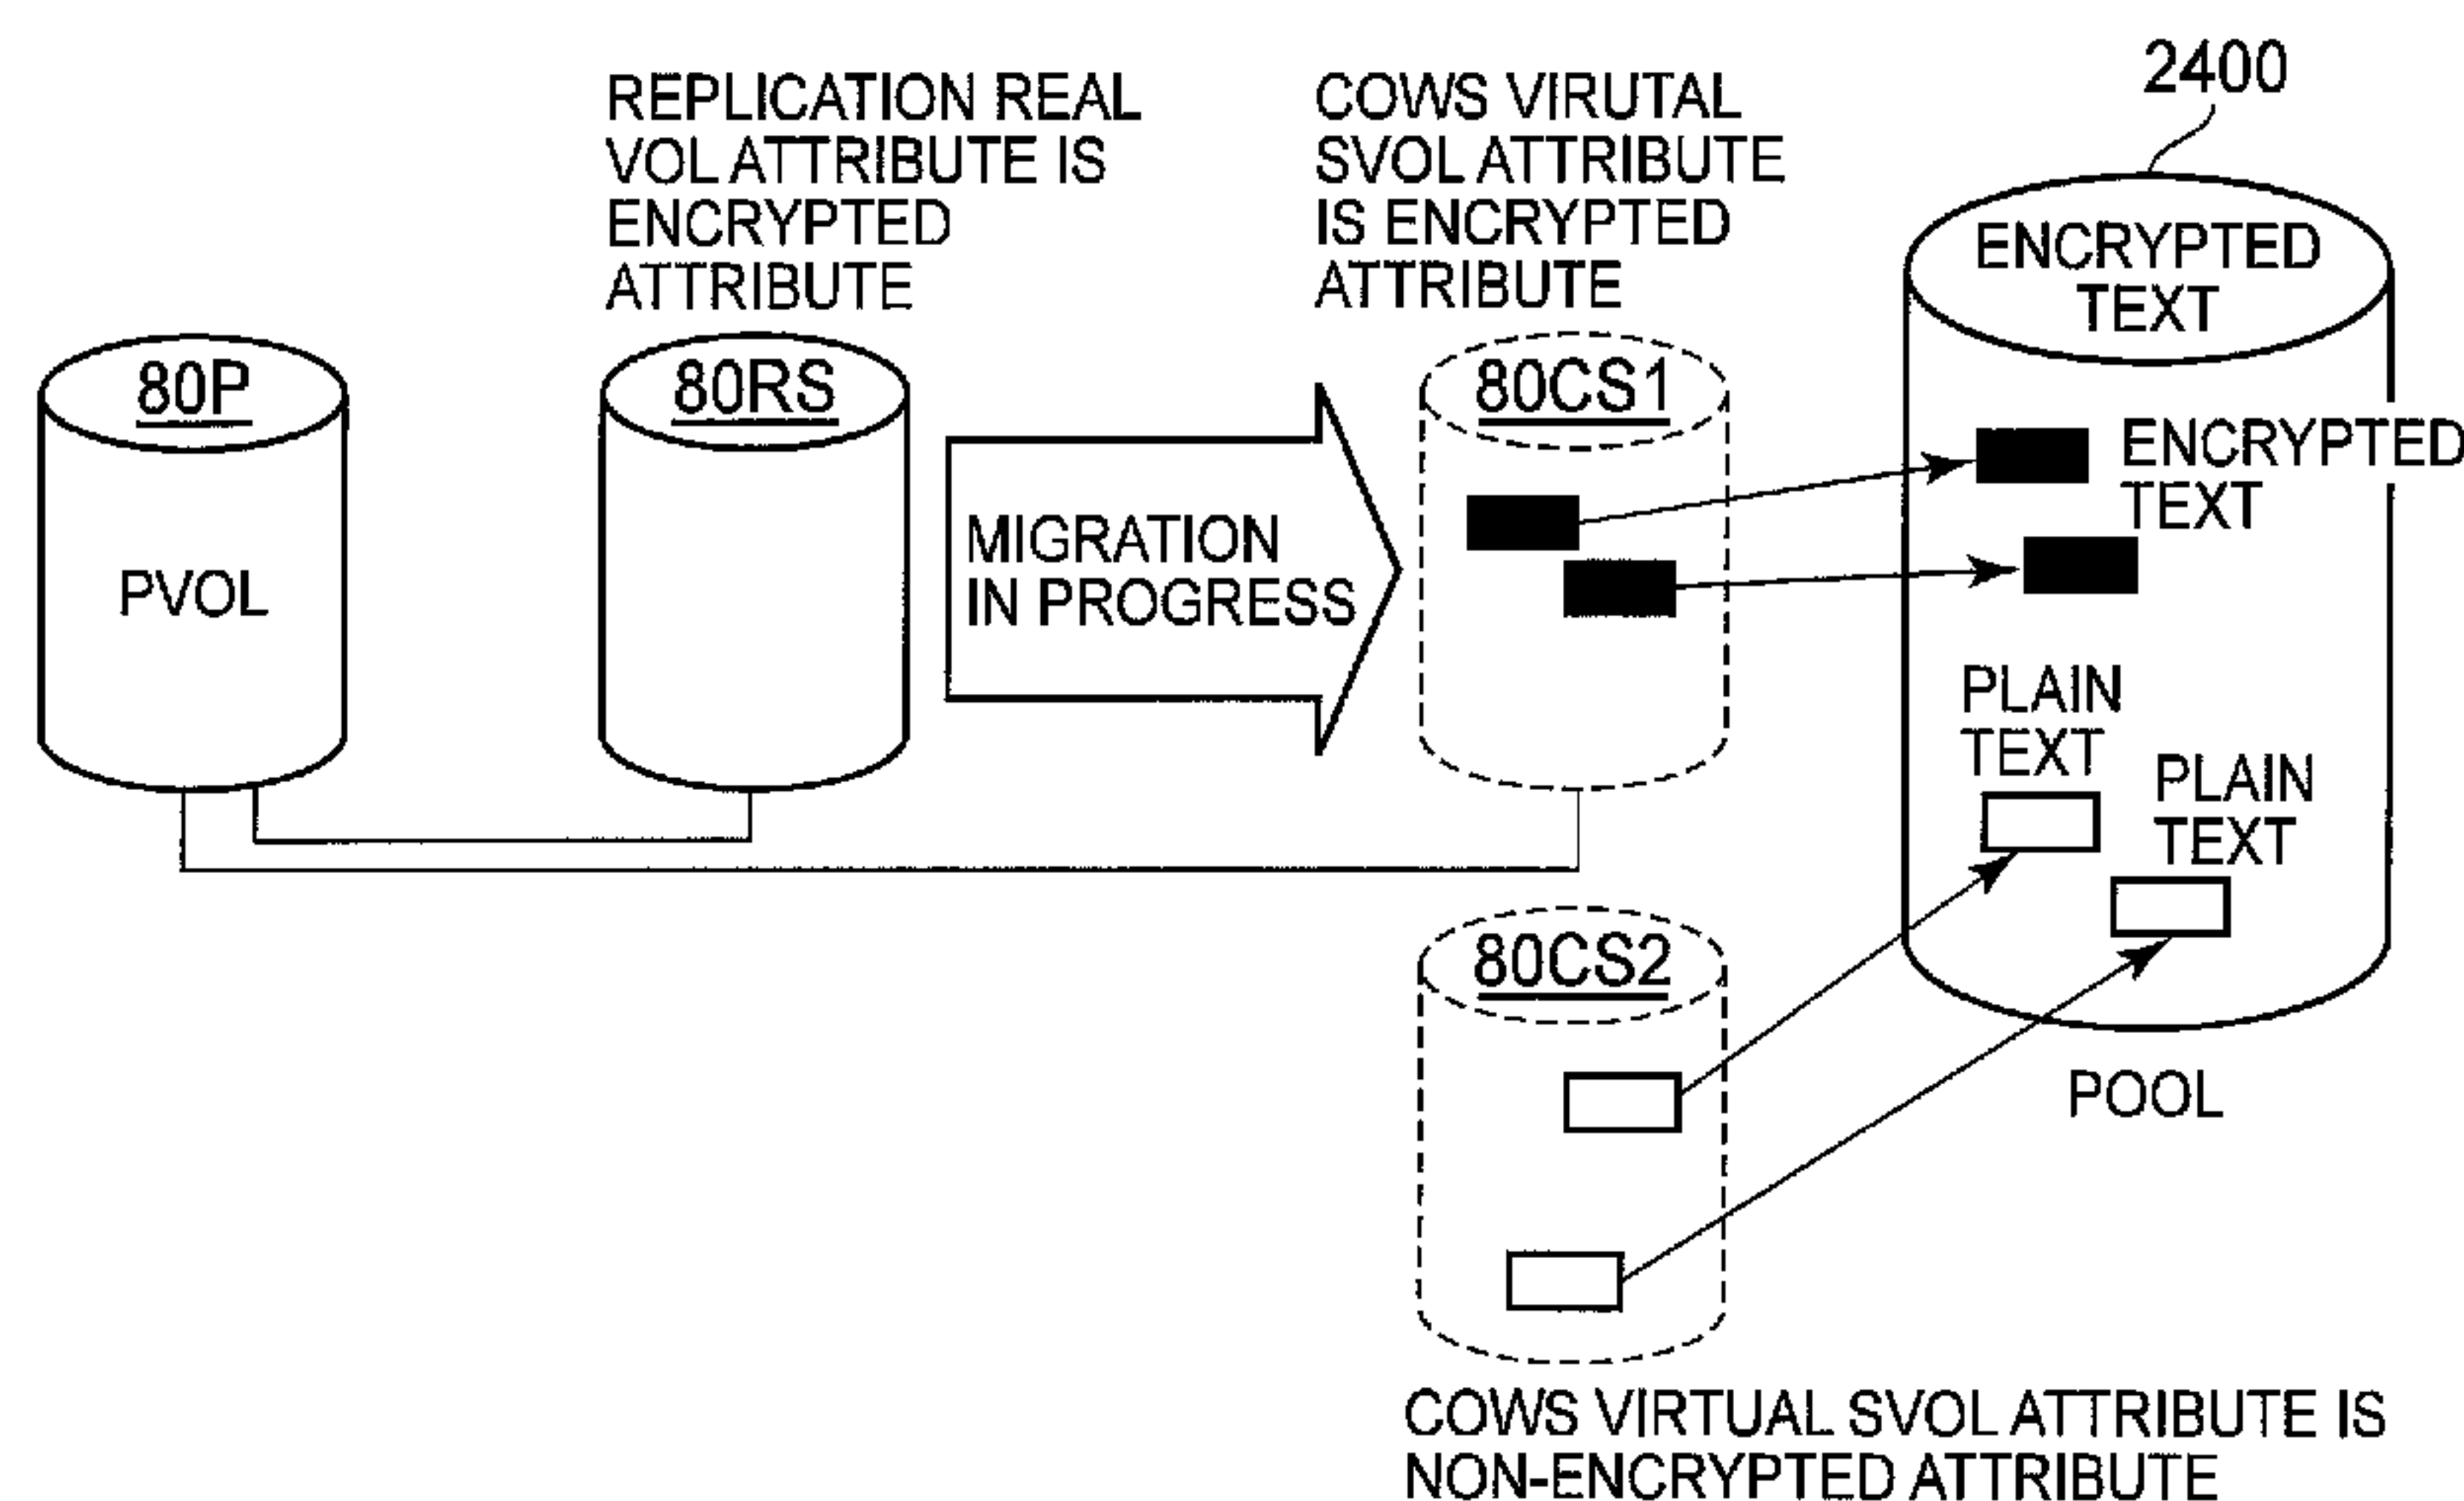 2400
REPLICATION REAL
VOL ATTRIBUTE IS
ENCRYPTED
ATTRIBUTE
COWS VIRUTAL
SVOL ATTRIBUTE
IS ENCRYPTED
ATTRIBUTE
ENCRYPTED
TEXT
80P
PVOL
80RS
MIGRATION
IN PROGRESS
80CS1
ENCRYPTED
TEXT
PLAIN
TEXT
PLAIN
TEXT
80CS2
POOL
COWS VIRTUAL SVOL ATTRIBUTE IS
NON-ENCRYPTED ATTRIBUTE